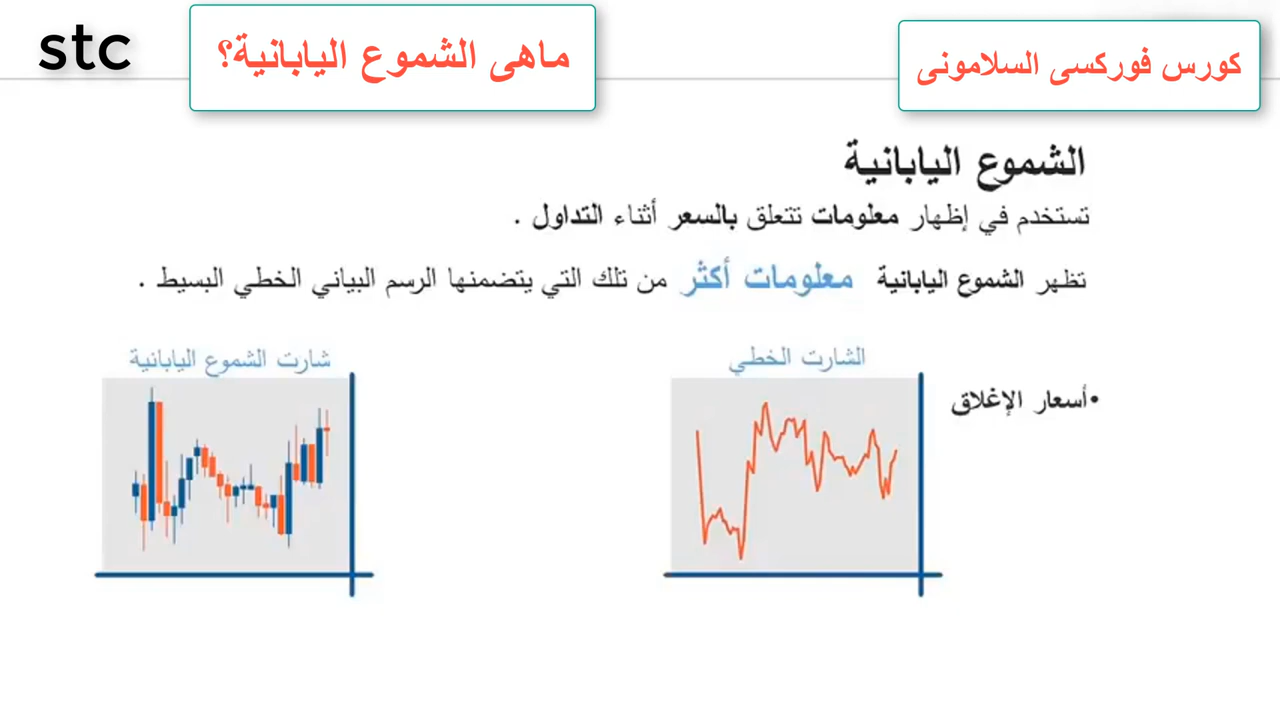 stc
ماهى الشموع اليابانية؟
كورس فوركسى السلامونى
الشموع اليابانية
تستخدم في إظهار معلومات تتعلق بالسعر أثناء التداول .
تظهر الشموع اليابانية معلومات أكثر من تلك التي يتضمنها الرسم البياني الخطي البسيط .
الشارت الخطي
شارت الشموع اليابانية
•أسعار الإغلاق